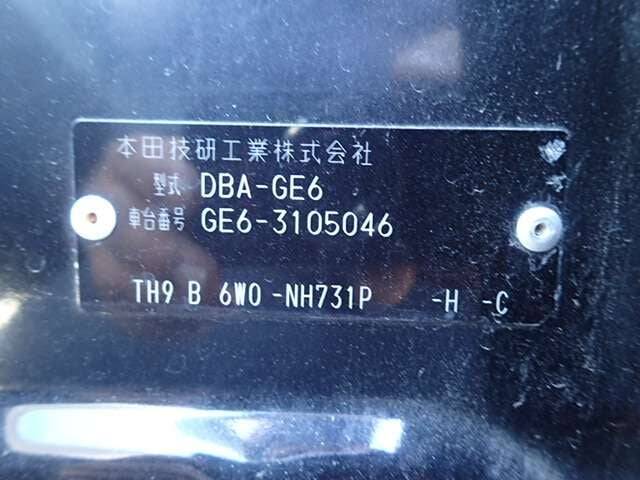 本田技研工業株式会社
型式 DBA-GE6
車台番号 GE6-3105046
TH9 B 6W0 -NH731P -H -C